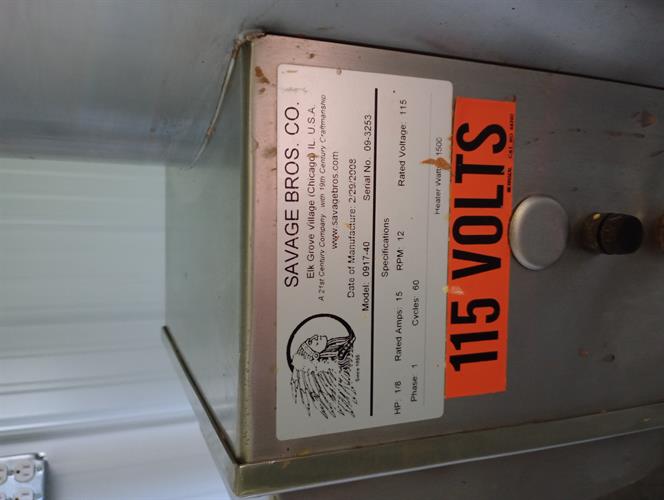 SAVAGE BROS. CO.
Elk Grove Village (Chicago) IL, U.S.A.
A 21st Century Company, with 19th Century Craftmanship
www.savagebros.com
Date of Manufacture: 2/29/2008
Model: 0917-40 Serial No. 09-3253
Specifications
HP: 1/8 Rated Amps: 15 RPM: 12 Rated Voltage: 115
Phase: 1 Cycles: 60
Heater 1500
Since 1855
115 VOLTS